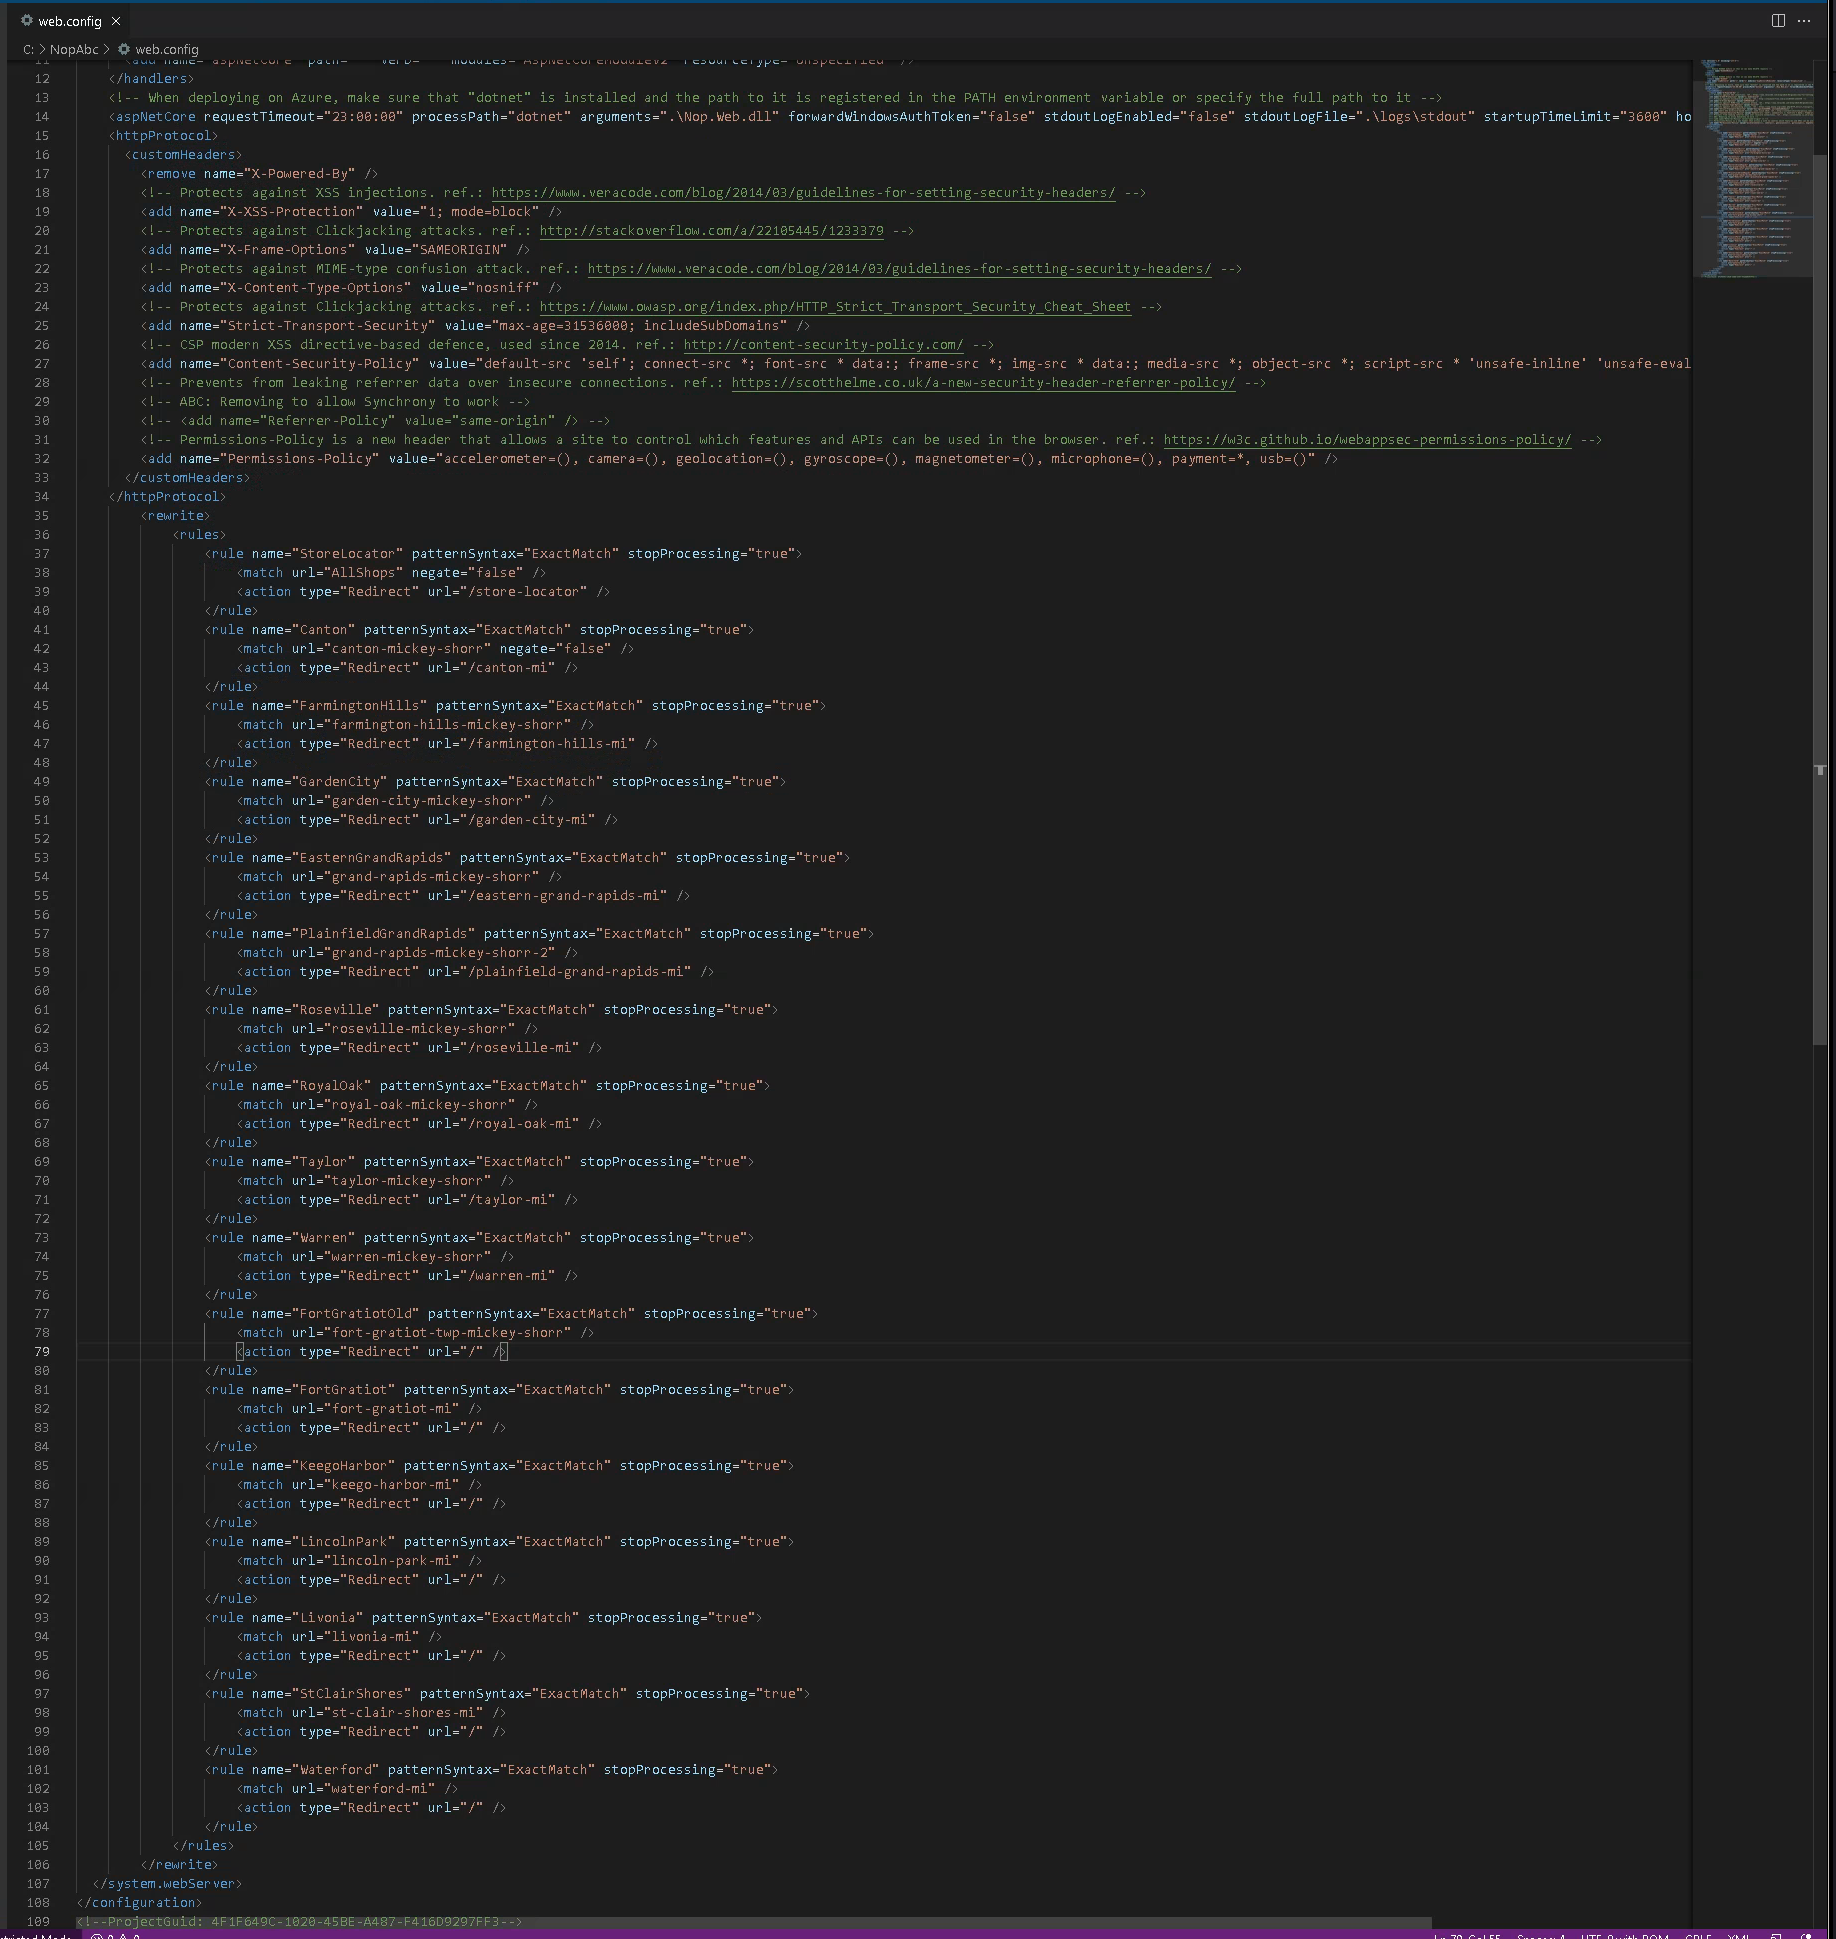 web.config
C: > NopAbc > web.config
11 <add name="aspNetCore" path="*" verb="*" modules="AspNetCoreModuleV2" resourceType="Unspecified" />
12 </handlers>
13 <!-- When deploying on Azure, make sure that "dotnet" is installed and the path to it is registered in the PATH environment variable or specify the full path to it -->
14 <aspNetCore requestTimeout="23:00:00" processPath="dotnet" arguments=".\Nop.Web.dll" forwardWindowsAuthToken="false" stdoutLogEnabled="false" stdoutLogFile=".\logs\stdout" startupTimeLimit="3600" ho
15 <httpProtocol>
16 <customHeaders>
17 <remove name="X-Powered-By" />
18 <!-- Protects against XSS injections. ref.: https://www.veracode.com/blog/2014/03/guidelines-for-setting-security-headers/ -->
19 <add name="X-XSS-Protection" value="1; mode=block" />
20 <!-- Protects against Clickjacking attacks. ref.: http://stackoverflow.com/a/22105445/1233379 -->
21 <add name="X-Frame-Options" value="SAMEORIGIN" />
22 <!-- Protects against MIME-type confusion attack. ref.: https://www.veracode.com/blog/2014/03/guidelines-for-setting-security-headers/ -->
23 <add name="X-Content-Type-Options" value="nosniff" />
24 <!-- Protects against Clickjacking attacks. ref.: https://www.owasp.org/index.php/HTTP_Strict_Transport_Security_Cheat_Sheet -->
25 <add name="Strict-Transport-Security" value="max-age=31536000; includeSubDomains" />
26 <!-- CSP modern XSS directive-based defence, used since 2014. ref.: http://content-security-policy.com/ -->
27 <add name="Content-Security-Policy" value="default-src 'self'; connect-src *; font-src * data:; frame-src *; img-src * data:; media-src *; object-src *; script-src * 'unsafe-inline' 'unsafe-eval
28 <!-- Prevents from leaking referrer data over insecure connections. ref.: https://scotthelme.co.uk/a-new-security-header-referrer-policy/ -->
29 <!-- ABC: Removing to allow Synchrony to work -->
30 <!-- <add name="Referrer-Policy" value="same-origin" /> -->
31 <!-- Permissions-Policy is a new header that allows a site to control which features and APIs can be used in the browser. ref.: https://w3c.github.io/webappsec-permissions-policy/ -->
32 <add name="Permissions-Policy" value="accelerometer=(), camera=(), geolocation=(), gyroscope=(), magnetometer=(), microphone=(), payment=*, usb=()" />
33 </customHeaders>
34 </httpProtocol>
35 <rewrite>
36 <rules>
37 <rule name="StoreLocator" patternSyntax="ExactMatch" stopProcessing="true">
38 <match url="AllShops" negate="false" />
39 <action type="Redirect" url="/store-locator" />
40 </rule>
41 <rule name="Canton" patternSyntax="ExactMatch" stopProcessing="true">
42 <match url="canton-mickey-shorr" negate="false" />
43 <action type="Redirect" url="/canton-mi" />
44 </rule>
45 <rule name="FarmingtonHills" patternSyntax="ExactMatch" stopProcessing="true">
46 <match url="farmington-hills-mickey-shorr" />
47 <action type="Redirect" url="/farmington-hills-mi" />
48 </rule>
49 <rule name="GardenCity" patternSyntax="ExactMatch" stopProcessing="true">
50 <match url="garden-city-mickey-shorr" />
51 <action type="Redirect" url="/garden-city-mi" />
52 </rule>
53 <rule name="EasternGrandRapids" patternSyntax="ExactMatch" stopProcessing="true">
54 <match url="grand-rapids-mickey-shorr" />
55 <action type="Redirect" url="/eastern-grand-rapids-mi" />
56 </rule>
57 <rule name="PlainfieldGrandRapids" patternSyntax="ExactMatch" stopProcessing="true">
58 <match url="grand-rapids-mickey-shorr-2" />
59 <action type="Redirect" url="/plainfield-grand-rapids-mi" />
60 </rule>
61 <rule name="Roseville" patternSyntax="ExactMatch" stopProcessing="true">
62 <match url="roseville-mickey-shorr" />
63 <action type="Redirect" url="/roseville-mi" />
64 </rule>
65 <rule name="RoyalOak" patternSyntax="ExactMatch" stopProcessing="true">
66 <match url="royal-oak-mickey-shorr" />
67 <action type="Redirect" url="/royal-oak-mi" />
68 </rule>
69 <rule name="Taylor" patternSyntax="ExactMatch" stopProcessing="true">
70 <match url="taylor-mickey-shorr" />
71 <action type="Redirect" url="/taylor-mi" />
72 </rule>
73 <rule name="Warren" patternSyntax="ExactMatch" stopProcessing="true">
74 <match url="warren-mickey-shorr" />
75 <action type="Redirect" url="/warren-mi" />
76 </rule>
77 <rule name="FortGratiotOld" patternSyntax="ExactMatch" stopProcessing="true">
78 <match url="fort-gratiot-twp-mickey-shorr" />
79 <action type="Redirect" url="/" />
80 </rule>
81 <rule name="FortGratiot" patternSyntax="ExactMatch" stopProcessing="true">
82 <match url="fort-gratiot-mi" />
83 <action type="Redirect" url="/" />
84 </rule>
85 <rule name="KeegoHarbor" patternSyntax="ExactMatch" stopProcessing="true">
86 <match url="keego-harbor-mi" />
87 <action type="Redirect" url="/" />
88 </rule>
89 <rule name="LincolnPark" patternSyntax="ExactMatch" stopProcessing="true">
90 <match url="lincoln-park-mi" />
91 <action type="Redirect" url="/" />
92 </rule>
93 <rule name="Livonia" patternSyntax="ExactMatch" stopProcessing="true">
94 <match url="livonia-mi" />
95 <action type="Redirect" url="/" />
96 </rule>
97 <rule name="StClairShores" patternSyntax="ExactMatch" stopProcessing="true">
98 <match url="st-clair-shores-mi" />
99 <action type="Redirect" url="/" />
100 </rule>
101 <rule name="Waterford" patternSyntax="ExactMatch" stopProcessing="true">
102 <match url="waterford-mi" />
103 <action type="Redirect" url="/" />
104 </rule>
105 </rules>
106 </rewrite>
107 </system.webServer>
108 </configuration>
109 <!--ProjectGuid: 4F1F649C-1020-45BE-A487-F416D9297FF3-->